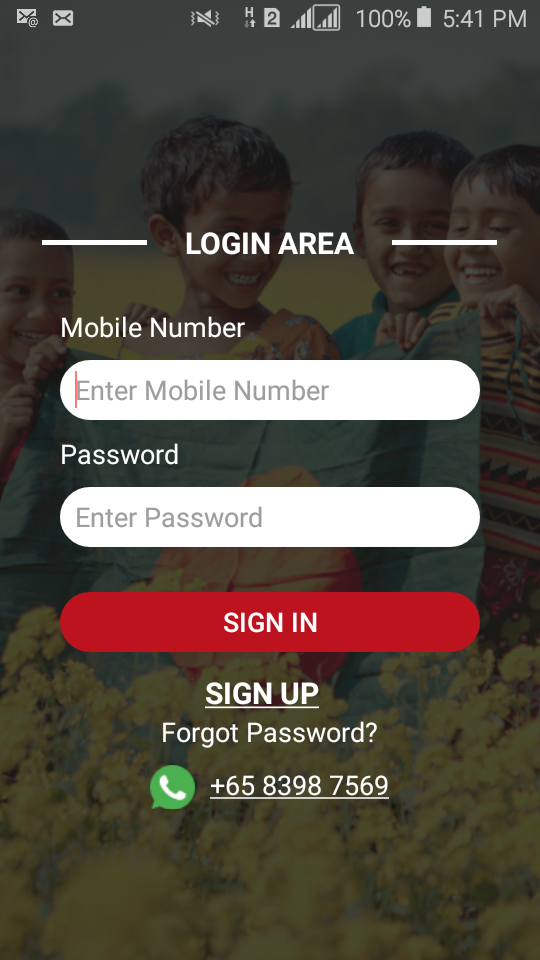 H 2 100% 5:41 PM
LOGIN AREA
Mobile Number
Enter Mobile Number
Password
Enter Password
SIGN IN
SIGN UP
Forgot Password?
+65 8398 7569